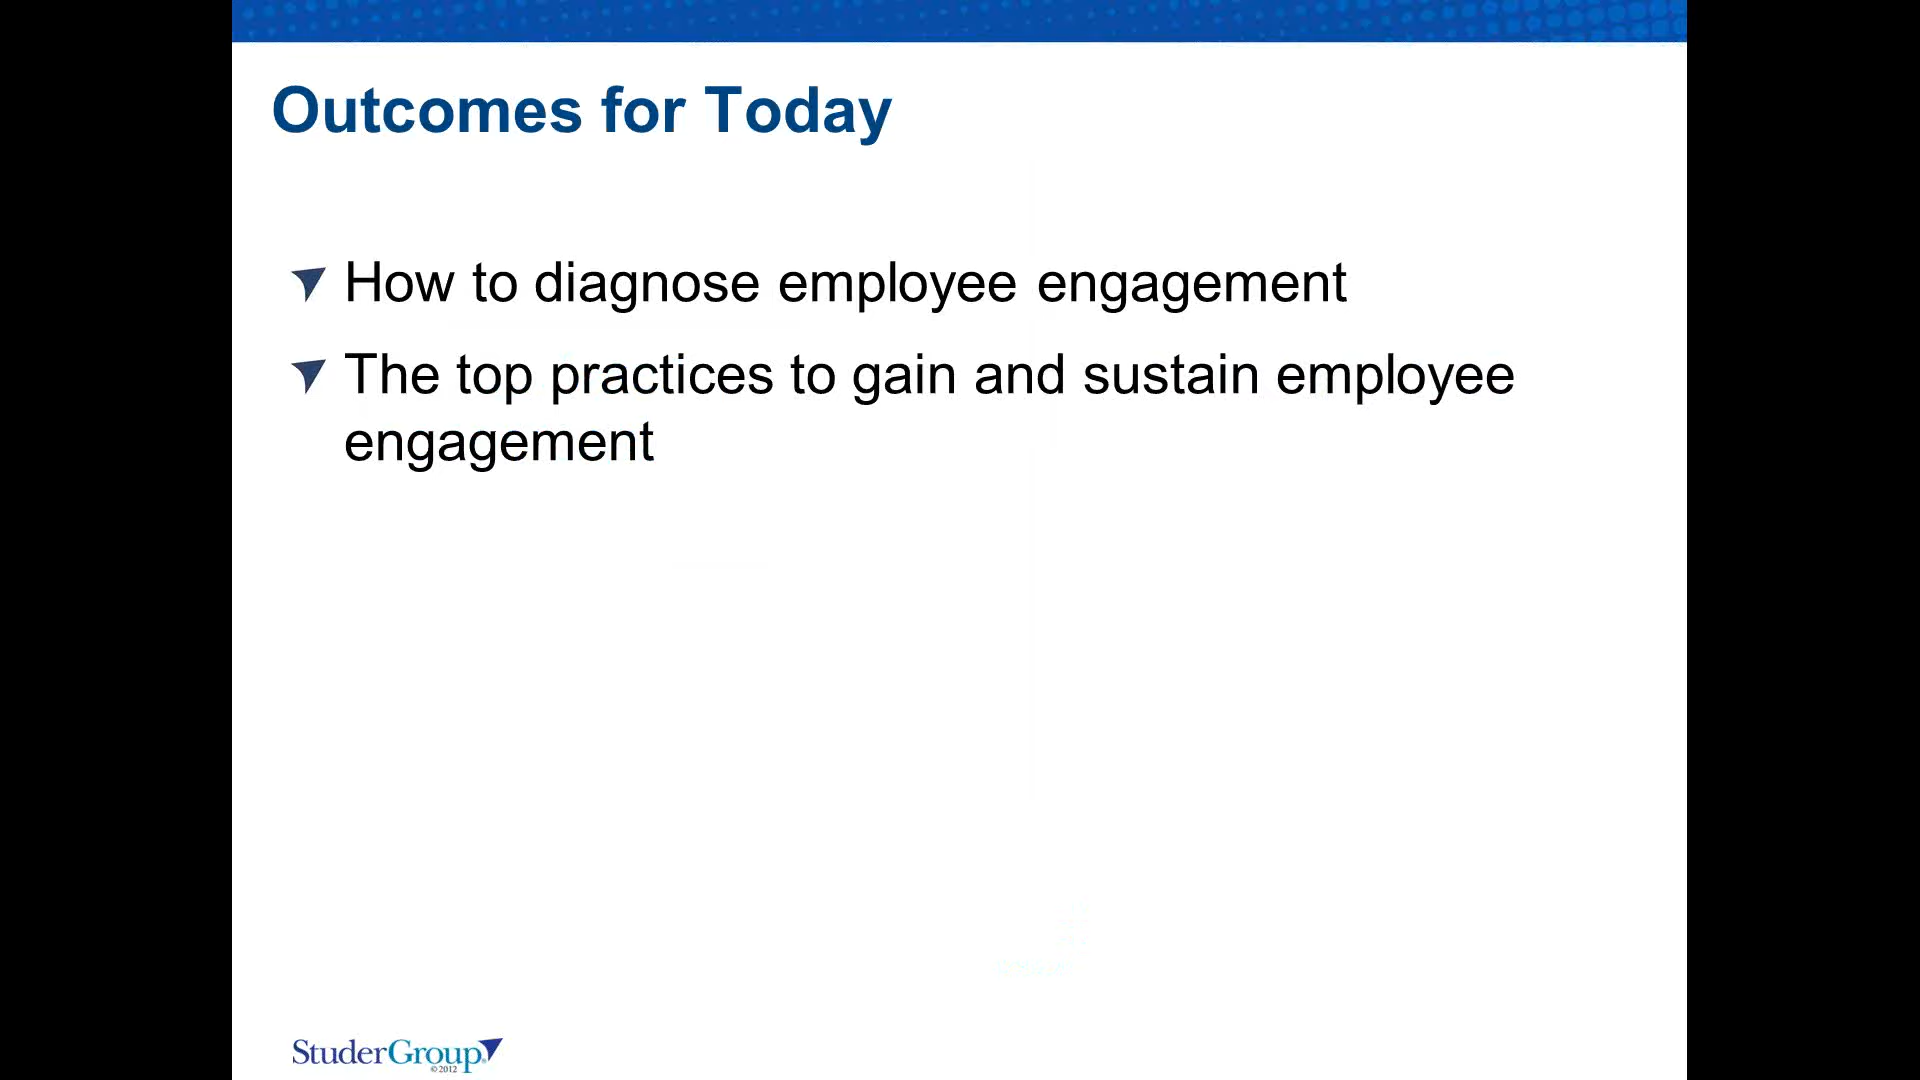 Outcomes for Today
How to diagnose employee engagement
The top practices to gain and sustain employee
engagement
StuderGroup®
©2012